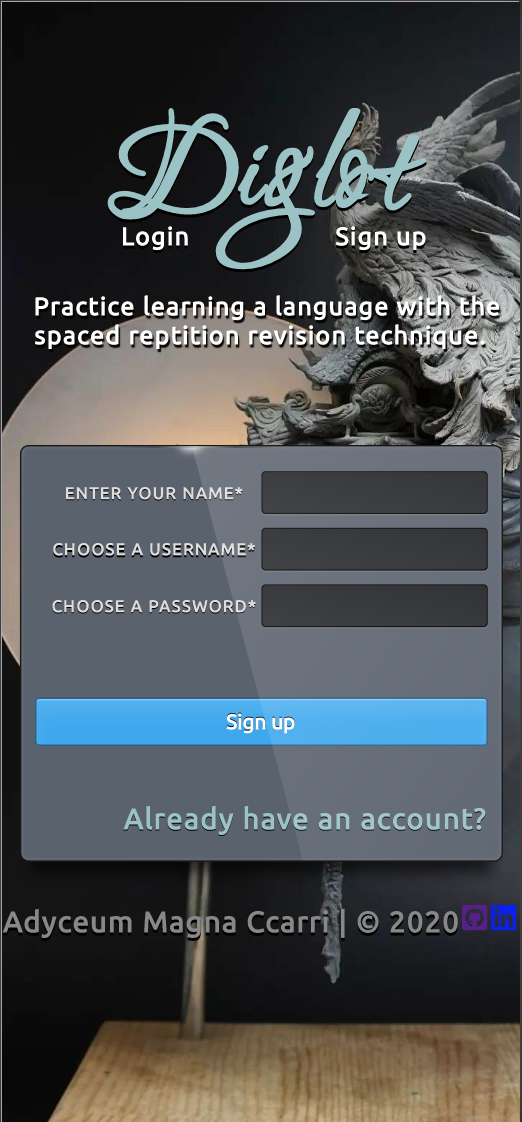 Diglot
Login Sign up
Practice learning a language with the
spaced reptition revision technique.
ENTER YOUR NAME*
CHOOSE A USERNAME*
CHOOSE A PASSWORD*
Sign up
Already have an account?
Adyceum Magna Ccarri | © 2020 in